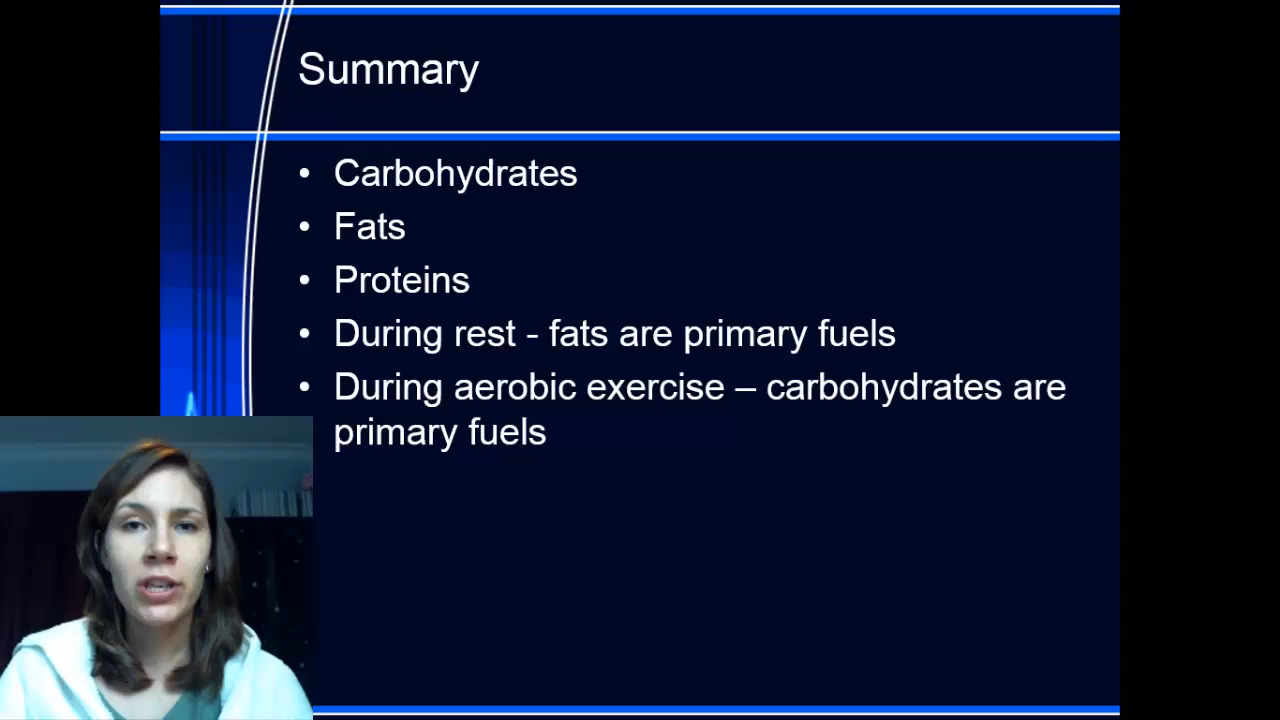 Summary
• Carbohydrates
• Fats
• Proteins
• During rest - fats are primary fuels
• During aerobic exercise – carbohydrates are
primary fuels